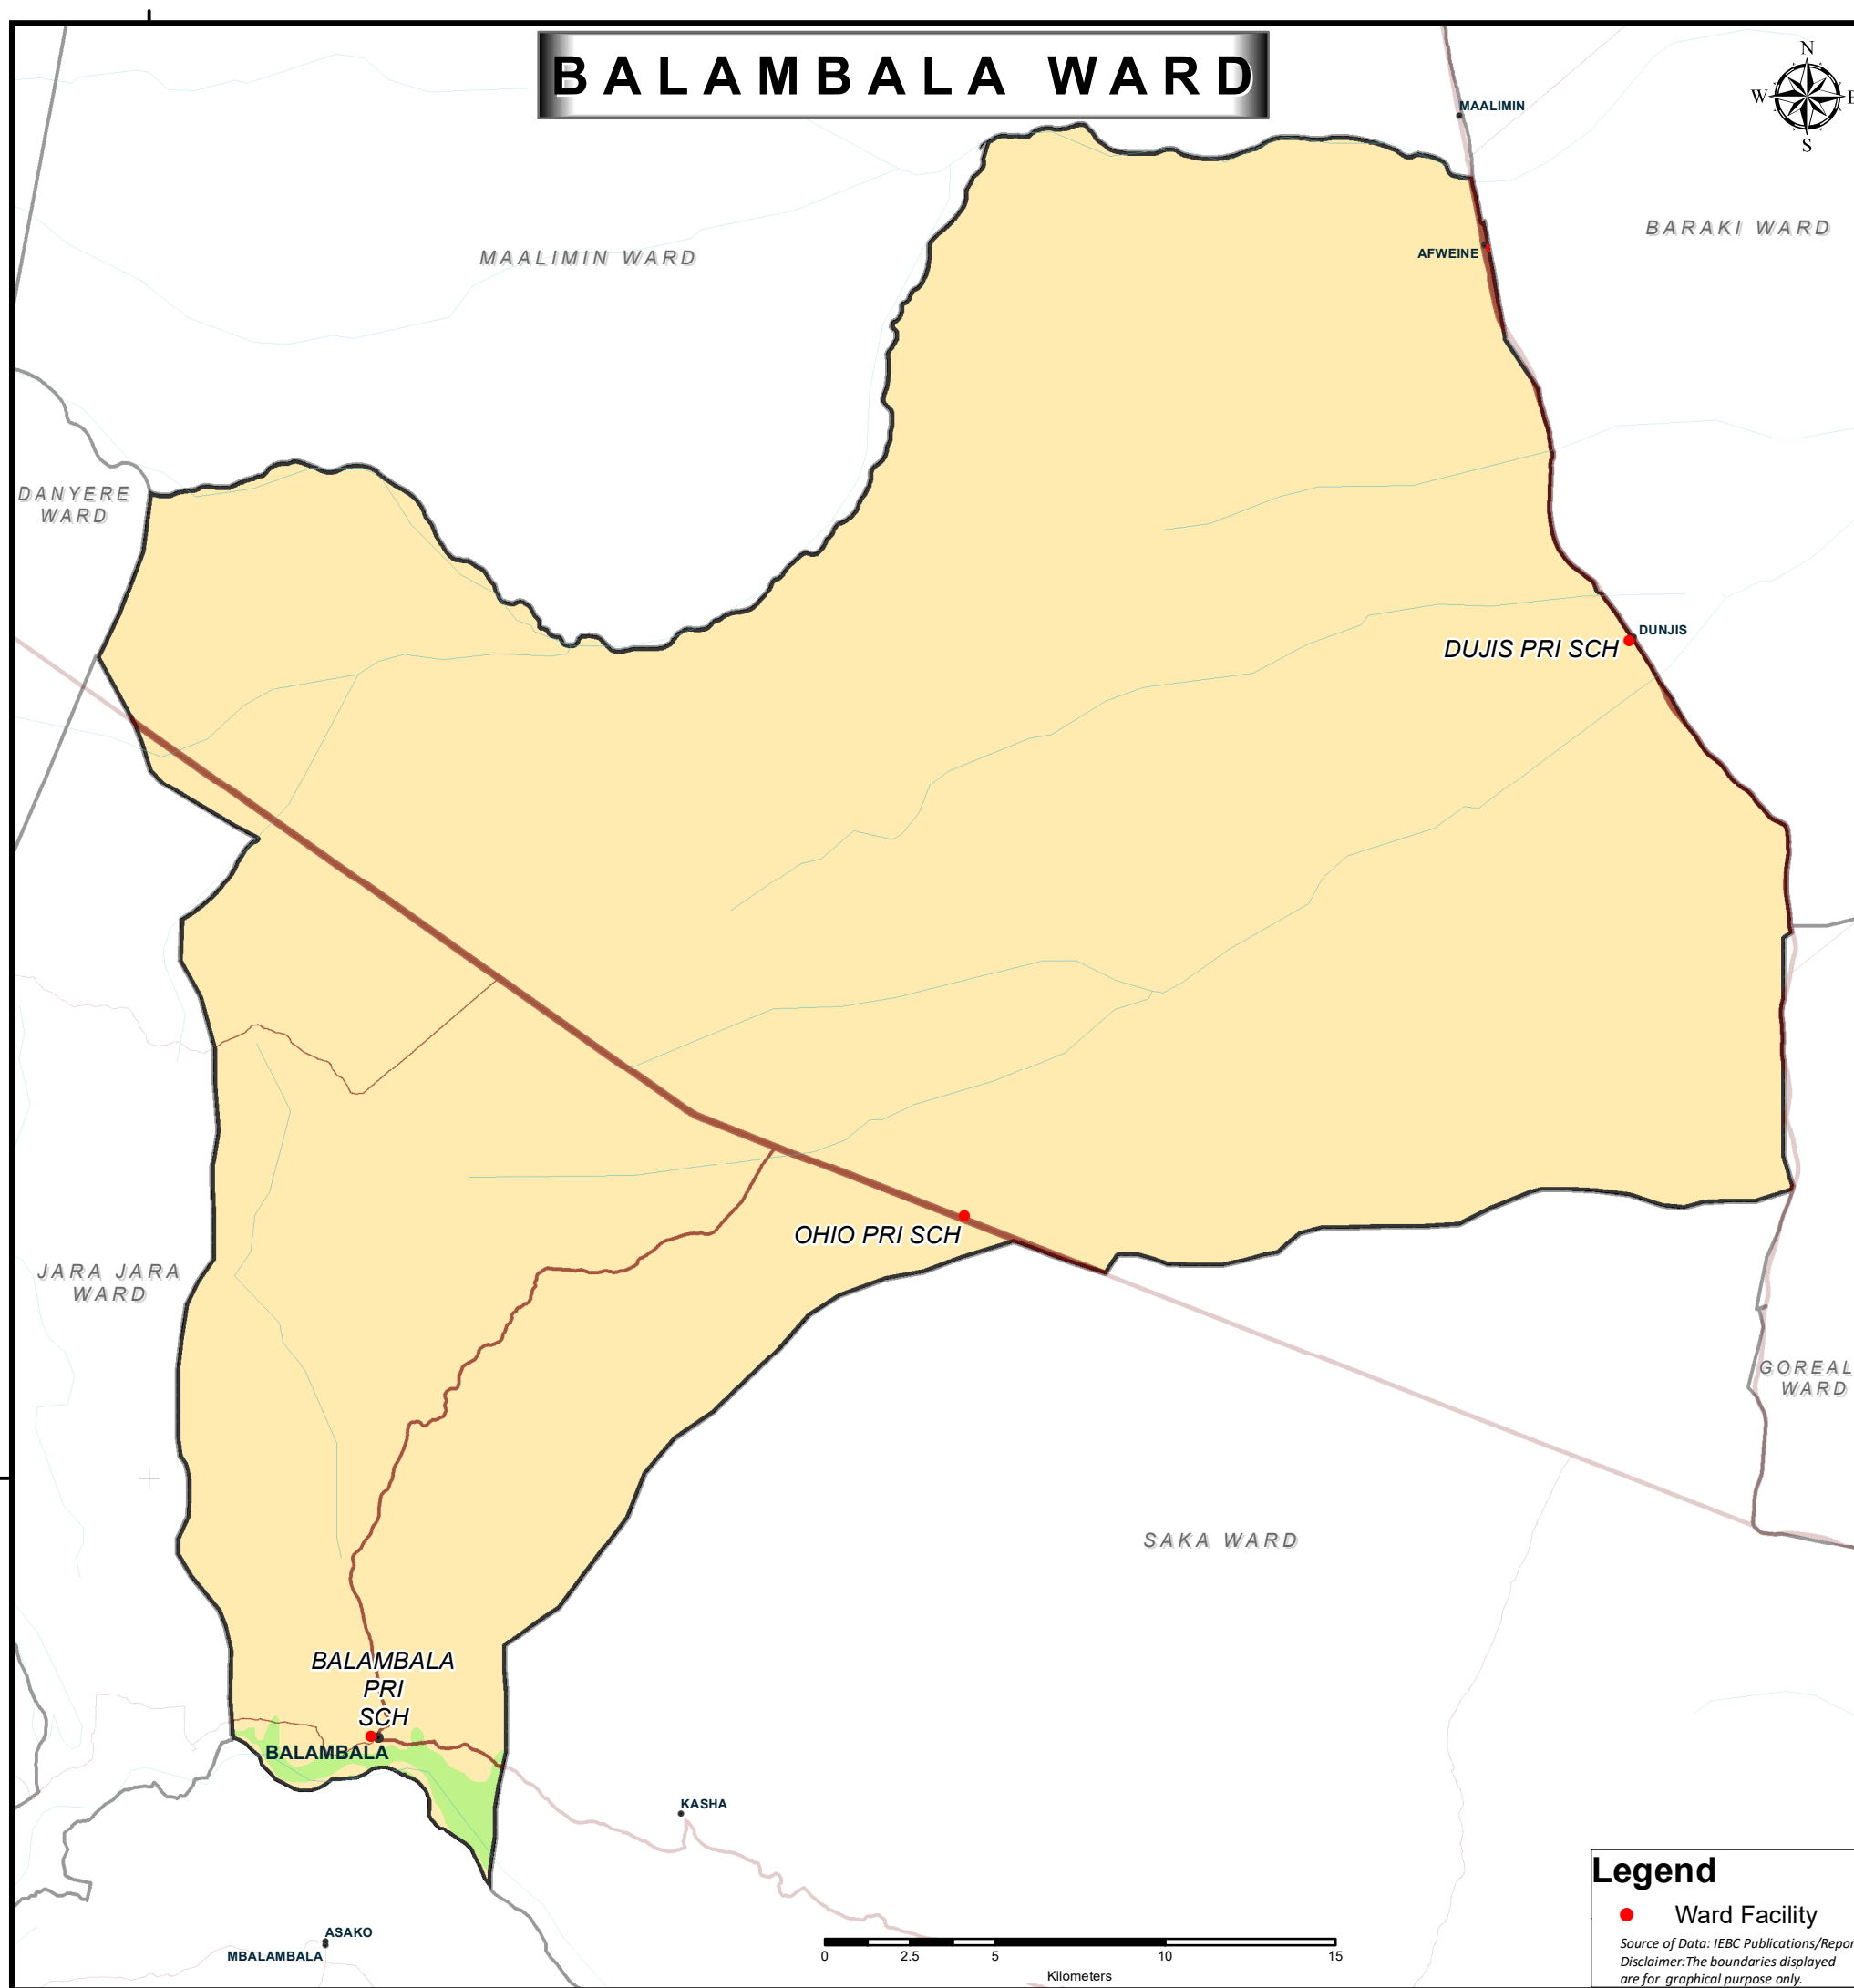 BALAMBALA WARD
N
W
E
S
MAALIMIN
BARAKI WARD
MAALIMIN WARD
AFWEINE
DANYERE
WARD
DUNJIS
DUJIS PRI SCH
OHIO PRI SCH
JARA JARA
WARD
GOREAL
WARD
SAKA WARD
BALAMBALA
PRI
SCH
BALAMBALA
KASHA
ASAKO
MBALAMBALA
0 2.5 5 10 15
Kilometers
Legend
Ward Facility
Source of Data: IEBC Publications/Repor
Disclaimer:The boundaries displayed
are for graphical purpose only.